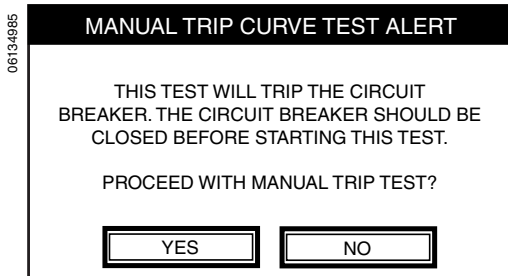 06134985
MANUAL TRIP CURVE TEST ALERT
THIS TEST WILL TRIP THE CIRCUIT
BREAKER. THE CIRCUIT BREAKER SHOULD BE
CLOSED BEFORE STARTING THIS TEST.
PROCEED WITH MANUAL TRIP TEST?
YES
NO